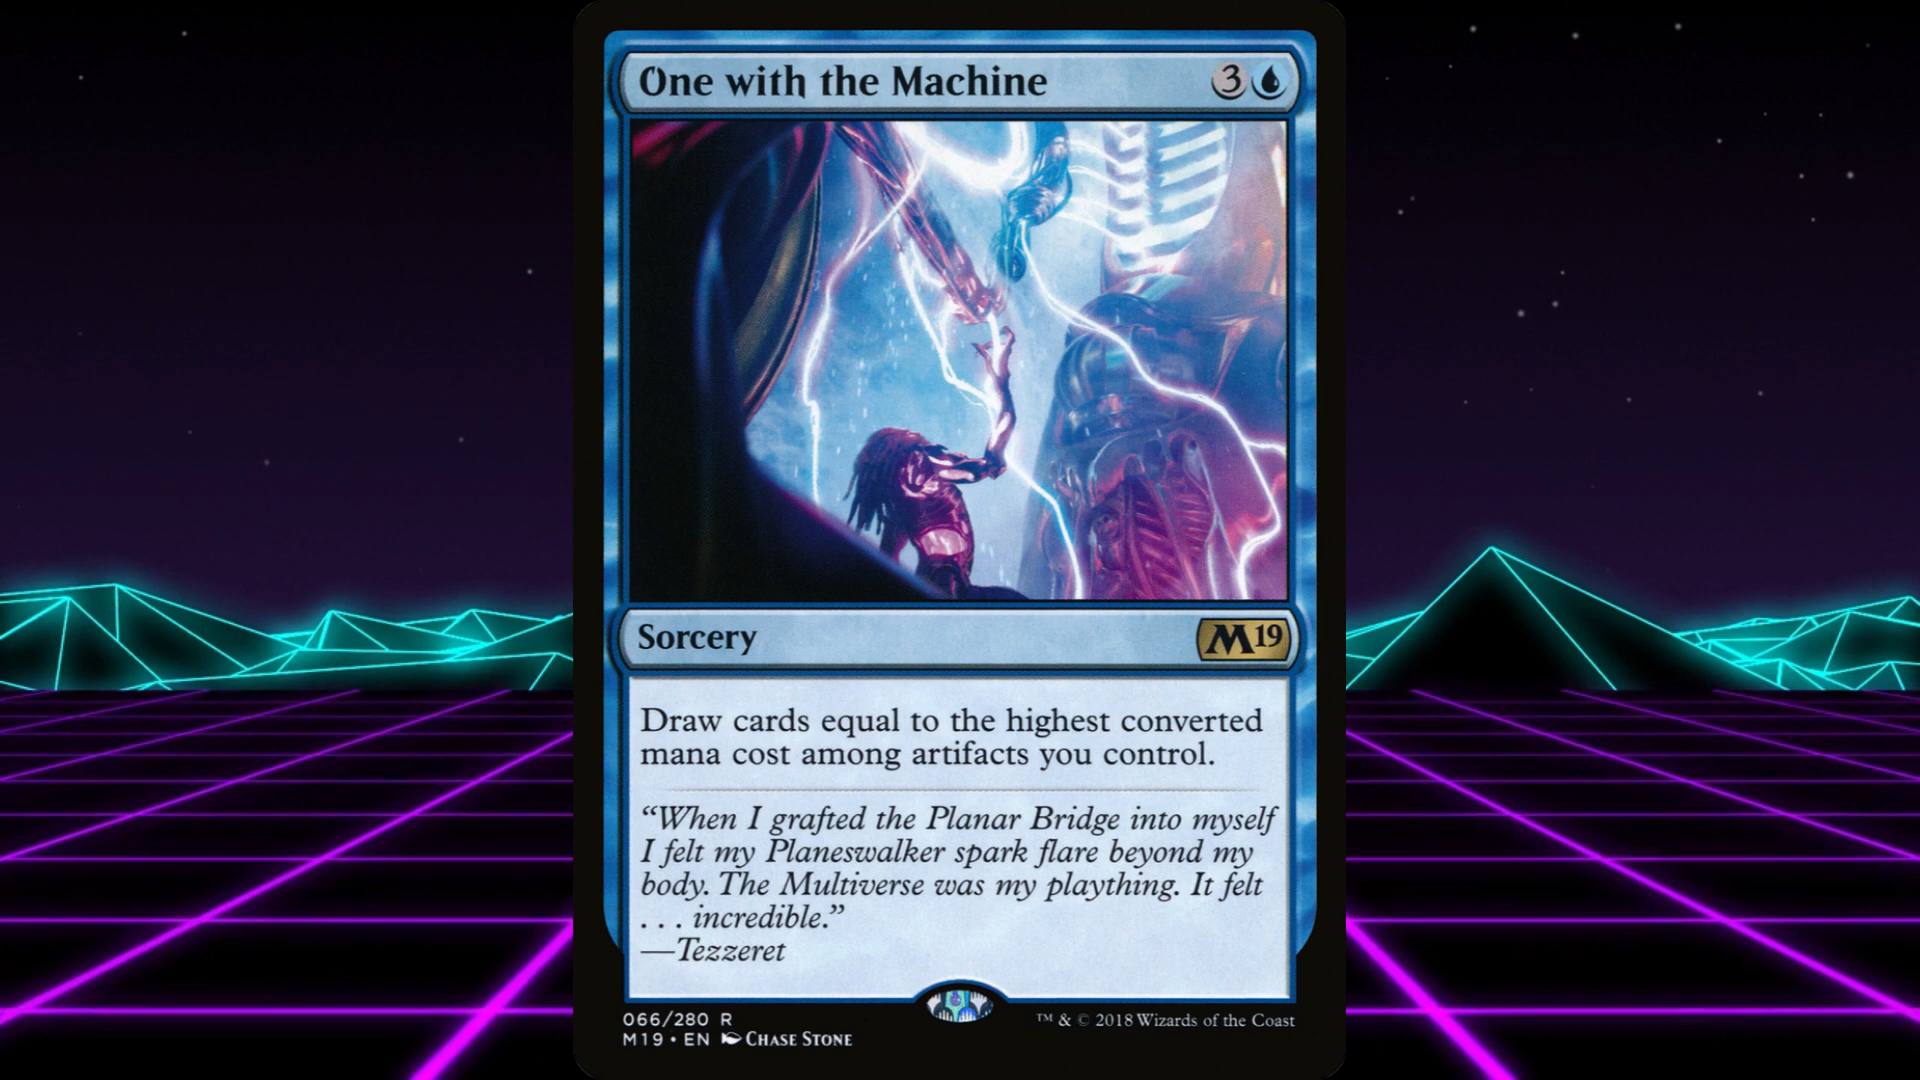 One with the Machine 3
Sorcery M19
Draw cards equal to the highest converted
mana cost among artifacts you control.
“When I grafted the Planar Bridge into myself
I felt my Planeswalker spark flare beyond my
body. The Multiverse was my plaything. It felt
. . . incredible.”
—Tezzeret
066/280 R
M19 • EN CHASE STONE
™ & © 2018 Wizards of the Coast